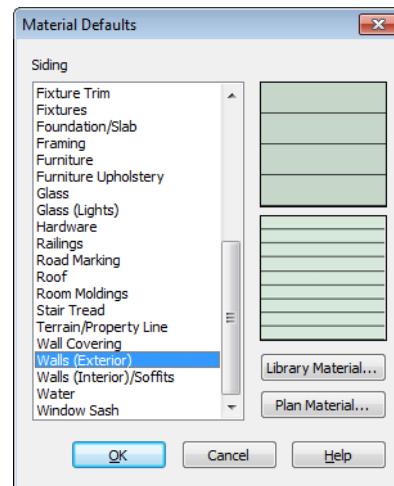 Material Defaults
Siding
Fixture Trim
Fixtures
Foundation/Slab
Framing
Furniture
Furniture Upholstery
Glass
Glass (Lights)
Hardware
Railings
Road Marking
Roof
Room Moldings
Stair Tread
Terrain/Property Line
Wall Covering
Walls (Exterior)
Walls (Interior)/Soffits
Water
Window Sash
Library Material...
Plan Material...
OK
Cancel
Help